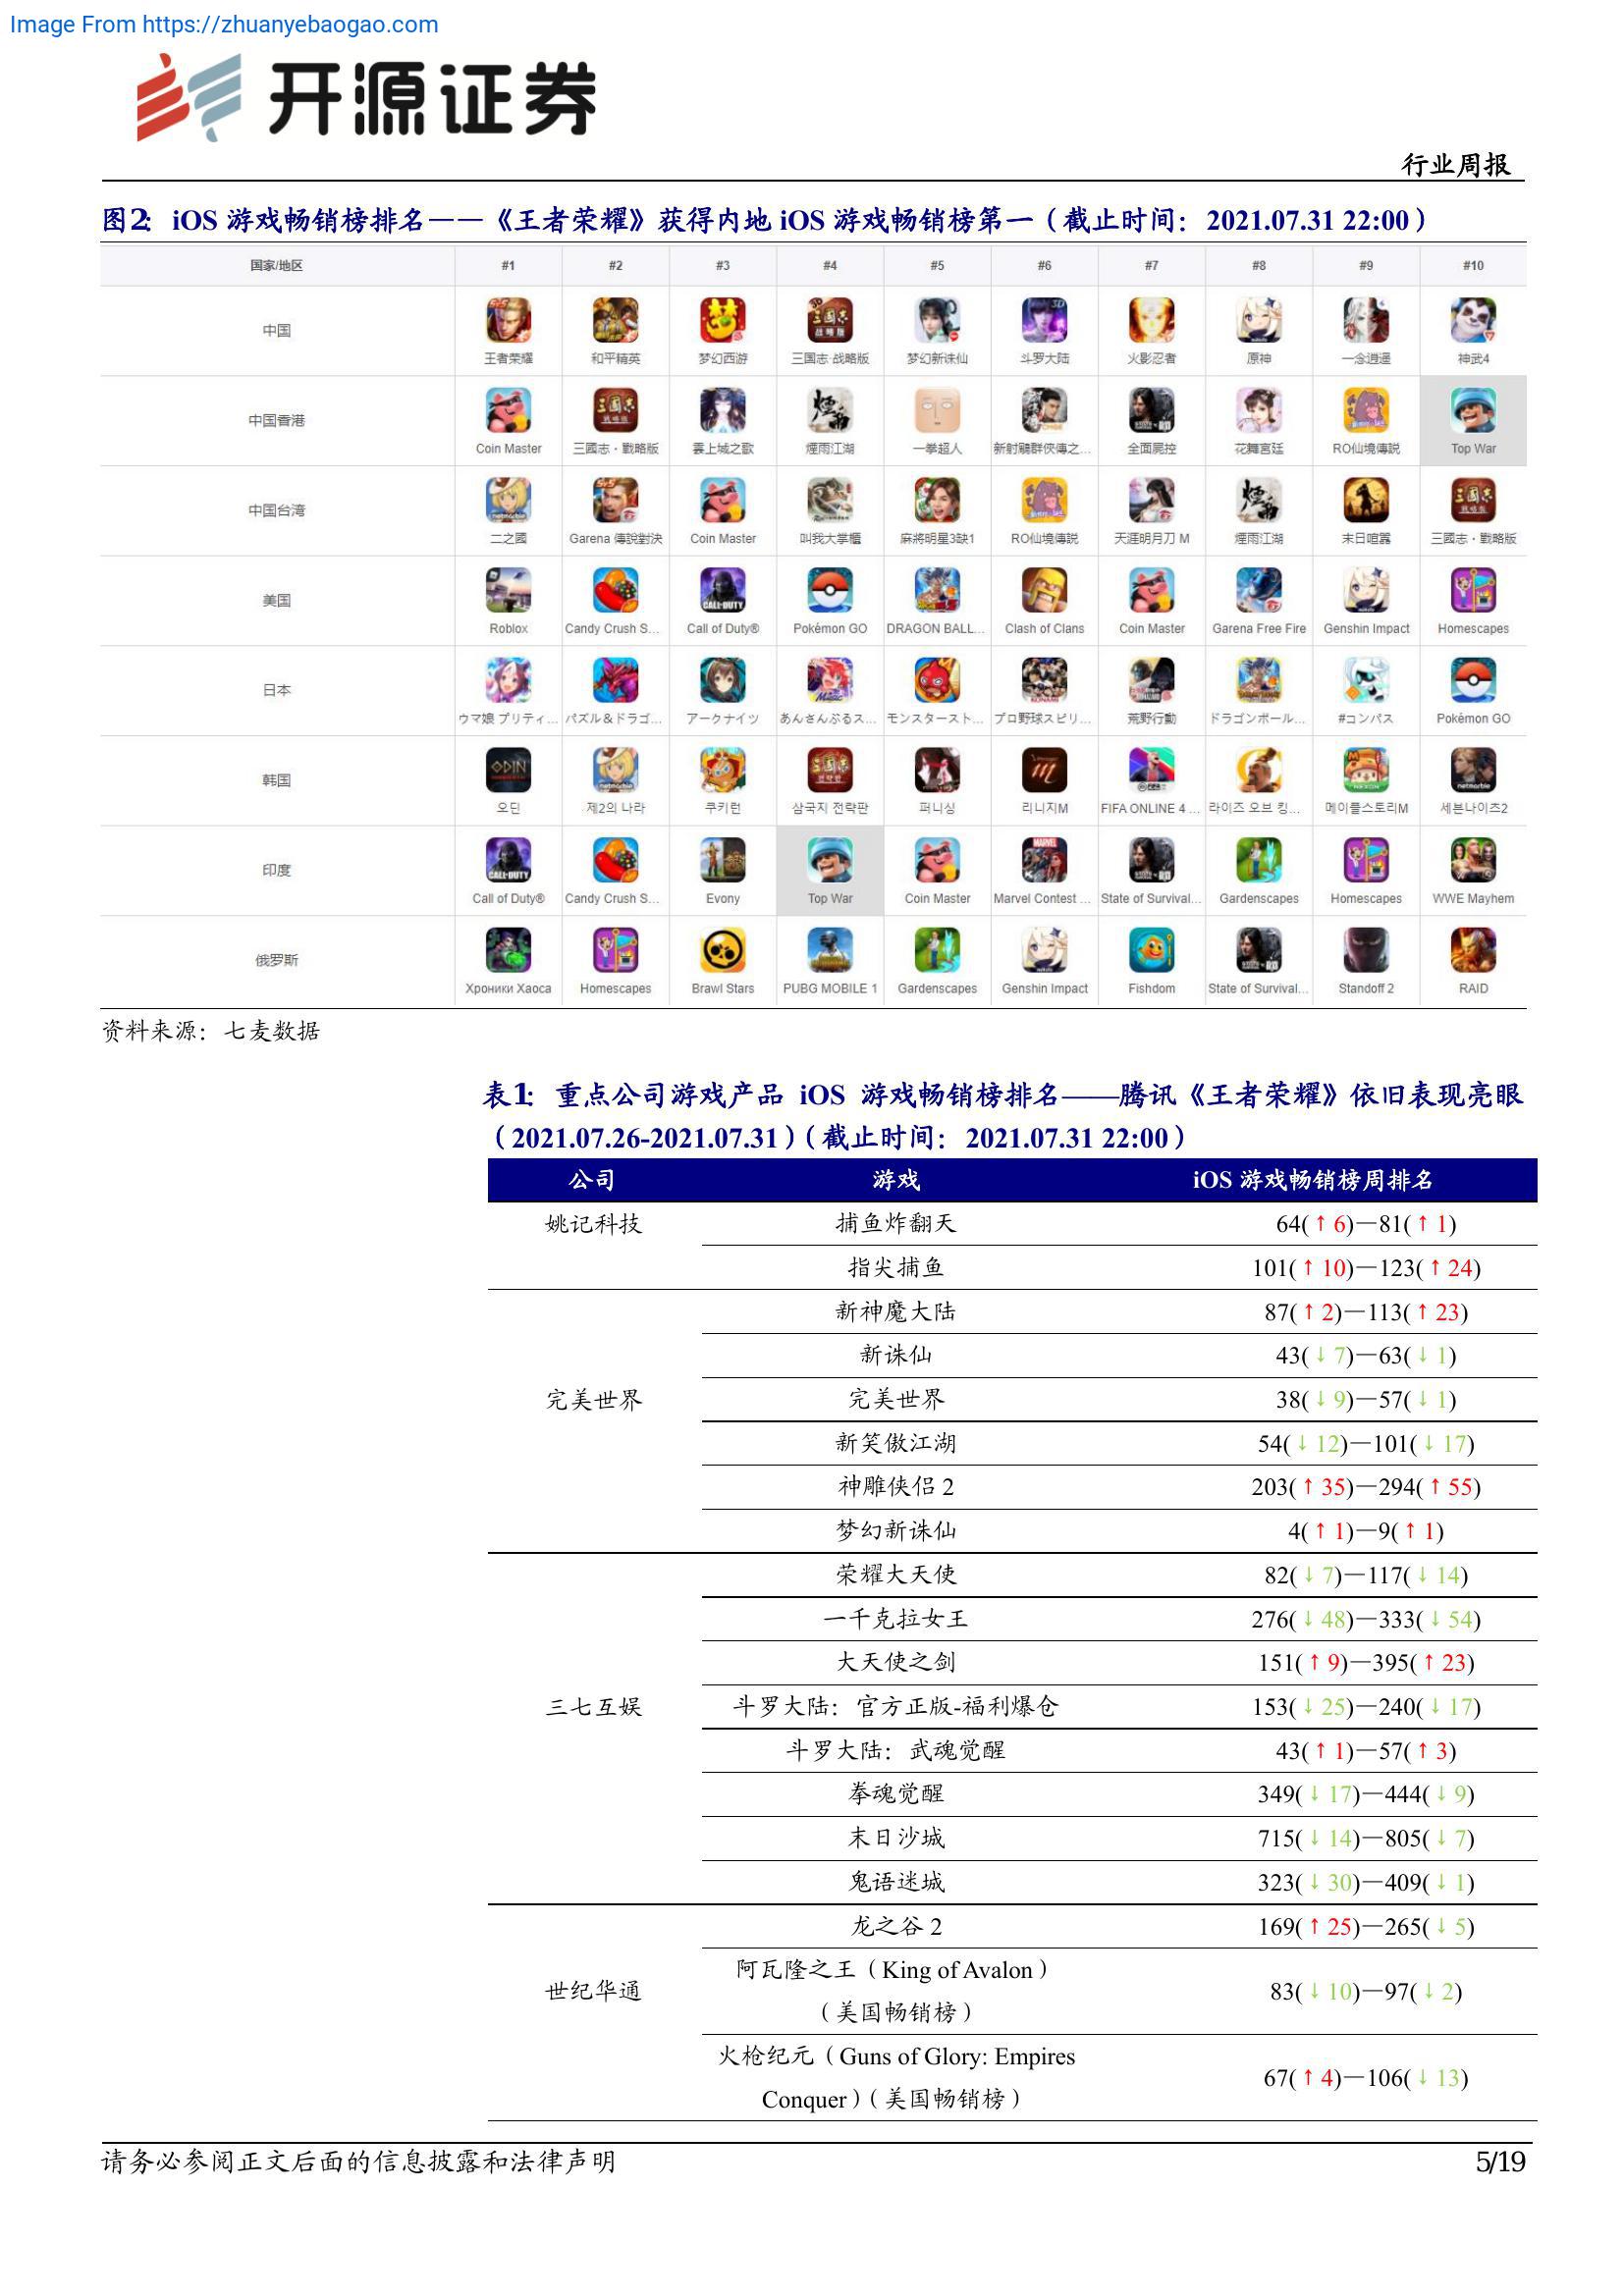 Image From https://zhuanyebaogao.com
开源证券
行业周报
图2: iOS 游戏畅销榜排名——《王者荣耀》获得内地 iOS 游戏畅销榜第一（截止时间：2021.07.31 22:00）
国家/地区 #1 #2 #3 #4 #5 #6 #7 #8 #9 #10
中国 王者荣耀 和平精英 梦幻西游 三国志·战略版 梦幻新诛仙 斗罗大陆 火影忍者 原神 一念逍遥 神武4
中国香港 Coin Master 三國志・戰略版 雲上城之歌 煙雨江湖 一拳超人 新射鵰群俠傳之... 全面屍控 花舞宮廷 RO仙境傳説 Top War
中国台湾 二之國 Garena 傳說對決 Coin Master 叫我大掌櫃 麻將明星3缺1 RO仙境傳説 天涯明月刀 M 煙雨江湖 末日喧囂 三國志・戰略版
美国 Roblox Candy Crush S... Call of Duty® Pokémon GO DRAGON BALL... Clash of Clans Coin Master Garena Free Fire Genshin Impact Homescapes
日本 ウマ娘 プリティ... パズル＆ドラゴ... アークナイツ あんさんぶるス... モンスタースト... プロ野球スピリ... 荒野行動 ドラゴンボール... #コンパス Pokémon GO
韩国 오딘 제2의 나라 쿠키런 삼국지 전략판 퍼니싱 리니지M FIFA ONLINE 4 ... 라이즈 오브 킹... 메이플스토리M 세븐나이츠2
印度 Call of Duty® Candy Crush S... Evony Top War Coin Master Marvel Contest ... State of Survival... Gardenscapes Homescapes WWE Mayhem
俄罗斯 Хроники Хаоса Homescapes Brawl Stars PUBG MOBILE 1 Gardenscapes Genshin Impact Fishdom State of Survival... Standoff 2 RAID
资料来源：七麦数据
表1: 重点公司游戏产品 iOS 游戏畅销榜排名——腾讯《王者荣耀》依旧表现亮眼
（2021.07.26-2021.07.31）（截止时间：2021.07.31 22:00）
公司 游戏 iOS 游戏畅销榜周排名
姚记科技 捕鱼炸翻天 64(↑6)—81(↑1)
指尖捕鱼 101(↑10)—123(↑24)
新神魔大陆 87(↑2)—113(↑23)
新诛仙 43(↓7)—63(↓1)
完美世界 完美世界 38(↓9)—57(↓1)
新笑傲江湖 54(↓12)—101(↓17)
神雕侠侣 2 203(↑35)—294(↑55)
梦幻新诛仙 4(↑1)—9(↑1)
荣耀大天使 82(↓7)—117(↓14)
一千克拉女王 276(↓48)—333(↓54)
大天使之剑 151(↑9)—395(↑23)
三七互娱 斗罗大陆：官方正版-福利爆仓 153(↓25)—240(↓17)
斗罗大陆：武魂觉醒 43(↑1)—57(↑3)
拳魂觉醒 349(↓17)—444(↓9)
末日沙城 715(↓14)—805(↓7)
鬼语迷城 323(↓30)—409(↓1)
龙之谷 2 169(↑25)—265(↓5)
阿瓦隆之王（King of Avalon）
世纪华通 （美国畅销榜） 83(↓10)—97(↓2)
火枪纪元（Guns of Glory: Empires
Conquer）（美国畅销榜） 67(↑4)—106(↓13)
请务必参阅正文后面的信息披露和法律声明 5/19